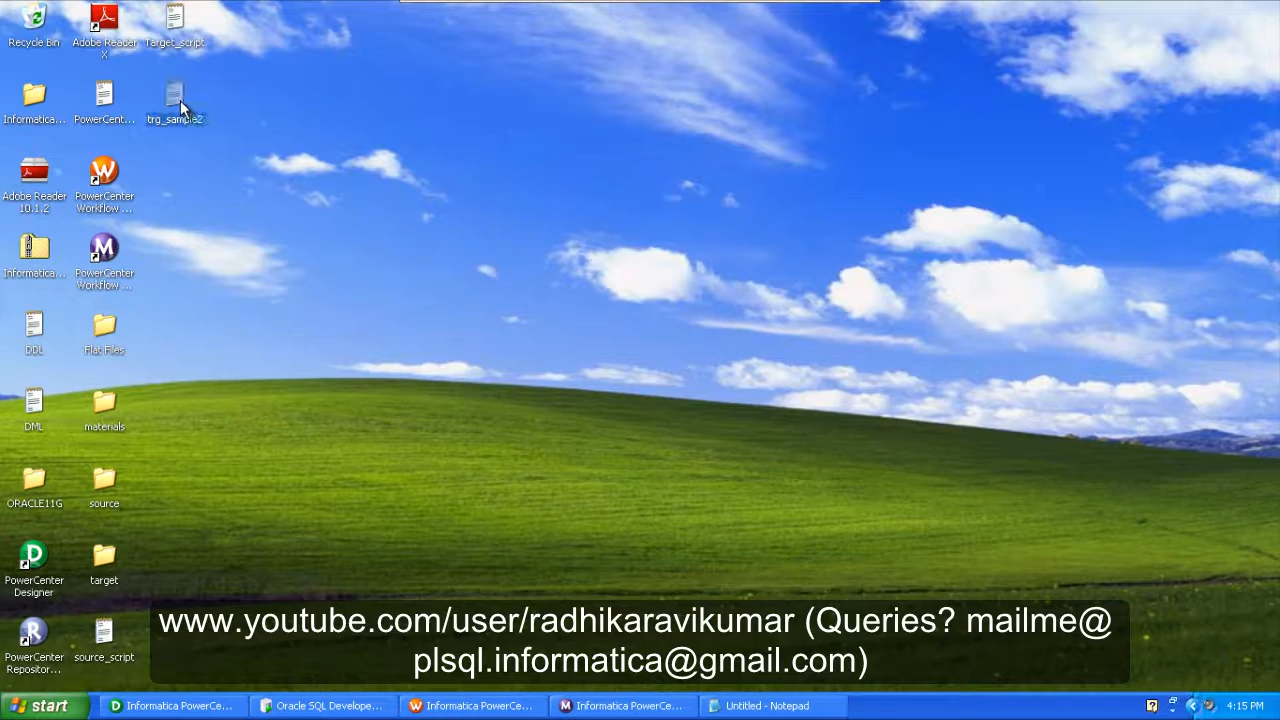 Recycle Bin
Adobe Reader X
Target_script
Informatica...
PowerCent...
trg_sample2
Adobe Reader 10.1.2
PowerCenter Workflow ...
Informatica...
PowerCenter Workflow ...
DDL
Flat Files
DML
materials
ORACLE11G
source
PowerCenter Designer
target
PowerCenter Repositor...
source_script
www.youtube.com/user/radhikaravikumar (Queries? mailme@
plsql.informatica@gmail.com)
start
Informatica PowerCe...
Oracle SQL Develope...
Informatica PowerCe...
Informatica PowerCe...
Untitled - Notepad
4:15 PM